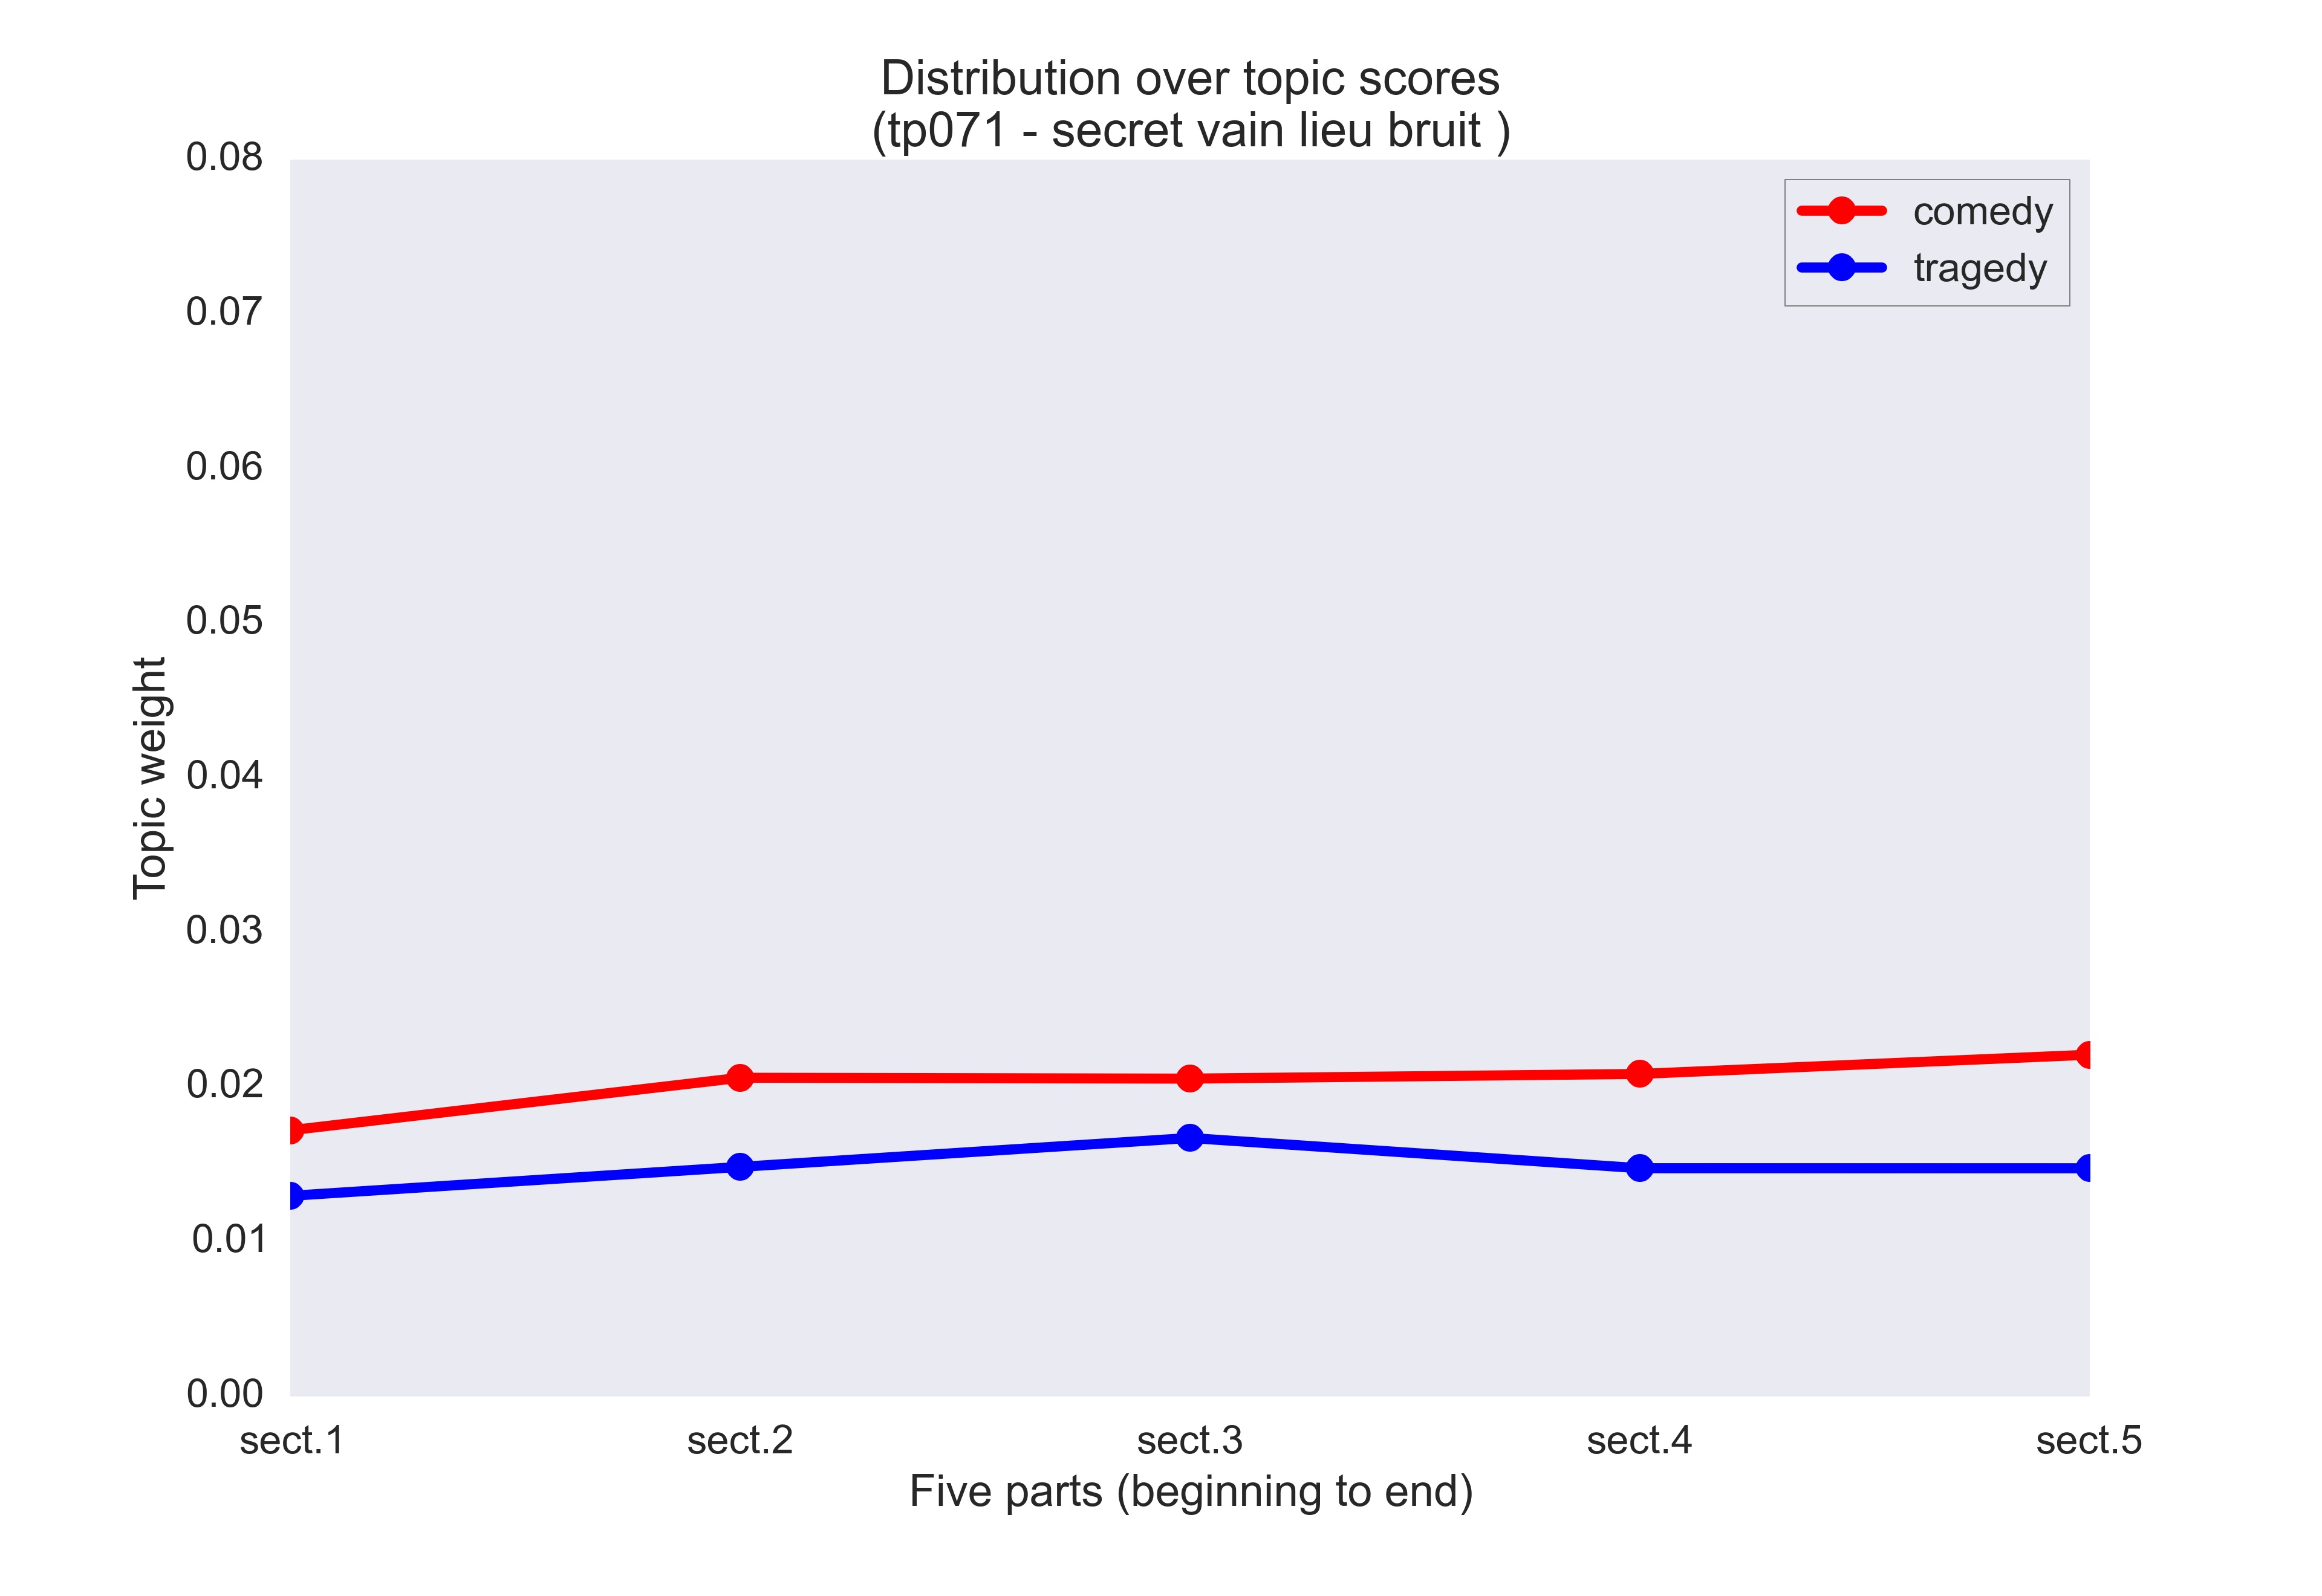 Distribution over topic scores
(tp071 - secret vain lieu bruit )
0.08
0.07
0.06
0.05
0.04
0.03
0.02
0.01
0.00
Topic weight
comedy
tragedy
sect.1 sect.2 sect.3 sect.4 sect.5
Five parts (beginning to end)